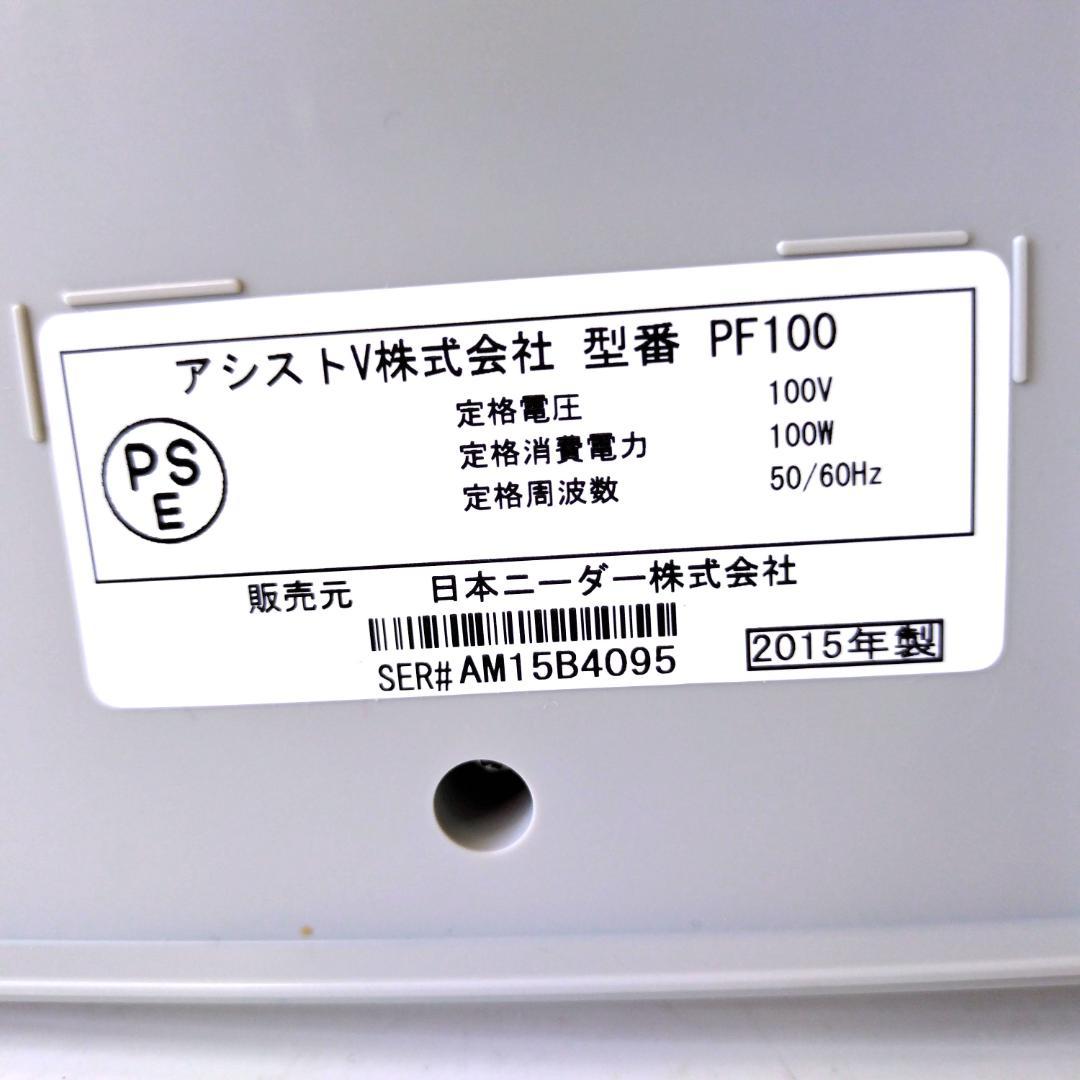 アシストV株式会社 型番 PF100
定格電圧 100V
定格消費電力 100W
定格周波数 50/60Hz
PS
E
販売元 日本ニーダー株式会社
SER# AM15B4095
2015年製